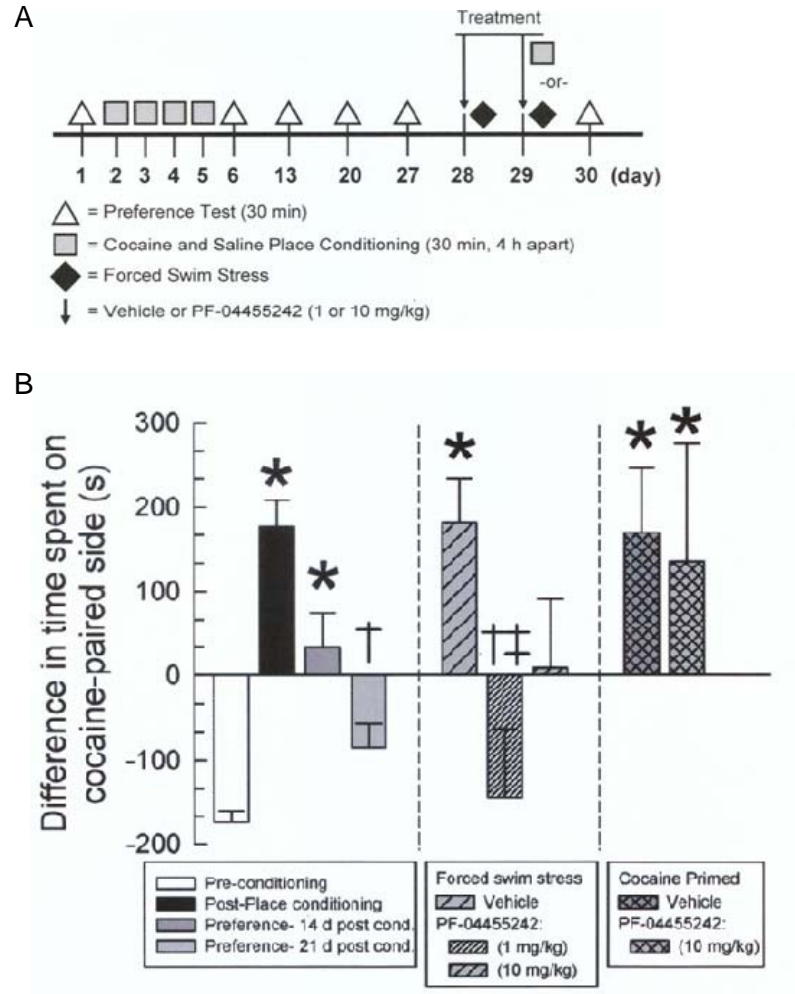 A
Treatment
-or-
1 2 3 4 5 6 13 20 27 28 29 30 (day)
= Preference Test (30 min)
= Cocaine and Saline Place Conditioning (30 min, 4 h apart)
= Forced Swim Stress
= Vehicle or PF-04455242 (1 or 10 mg/kg)
B
Difference in time spent on
cocaine-paired side (s)
300
200
100
0
-100
-200
*
*
†
*
†‡
*
*
Pre-conditioning
Post-Place conditioning
Preference- 14 d post cond.
Preference- 21 d post cond.
Forced swim stress
Vehicle
PF-04455242:
(1 mg/kg)
(10 mg/kg)
Cocaine Primed
Vehicle
PF-04455242:
(10 mg/kg)